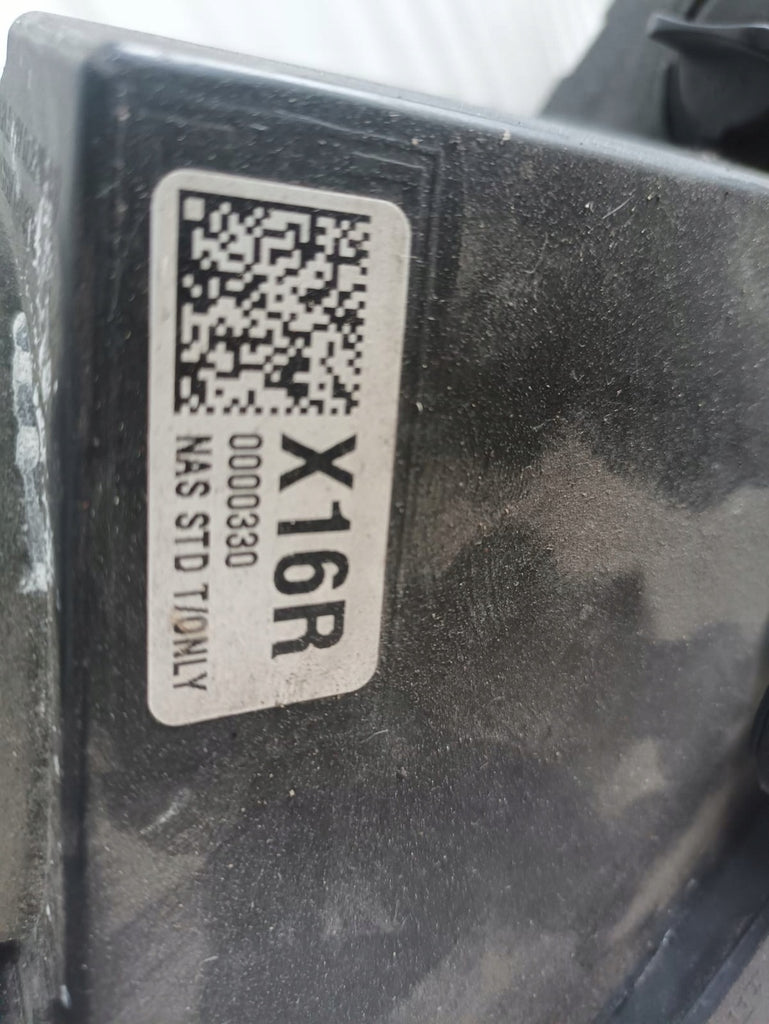 X16R
0000330
NAS STD T/ONLY